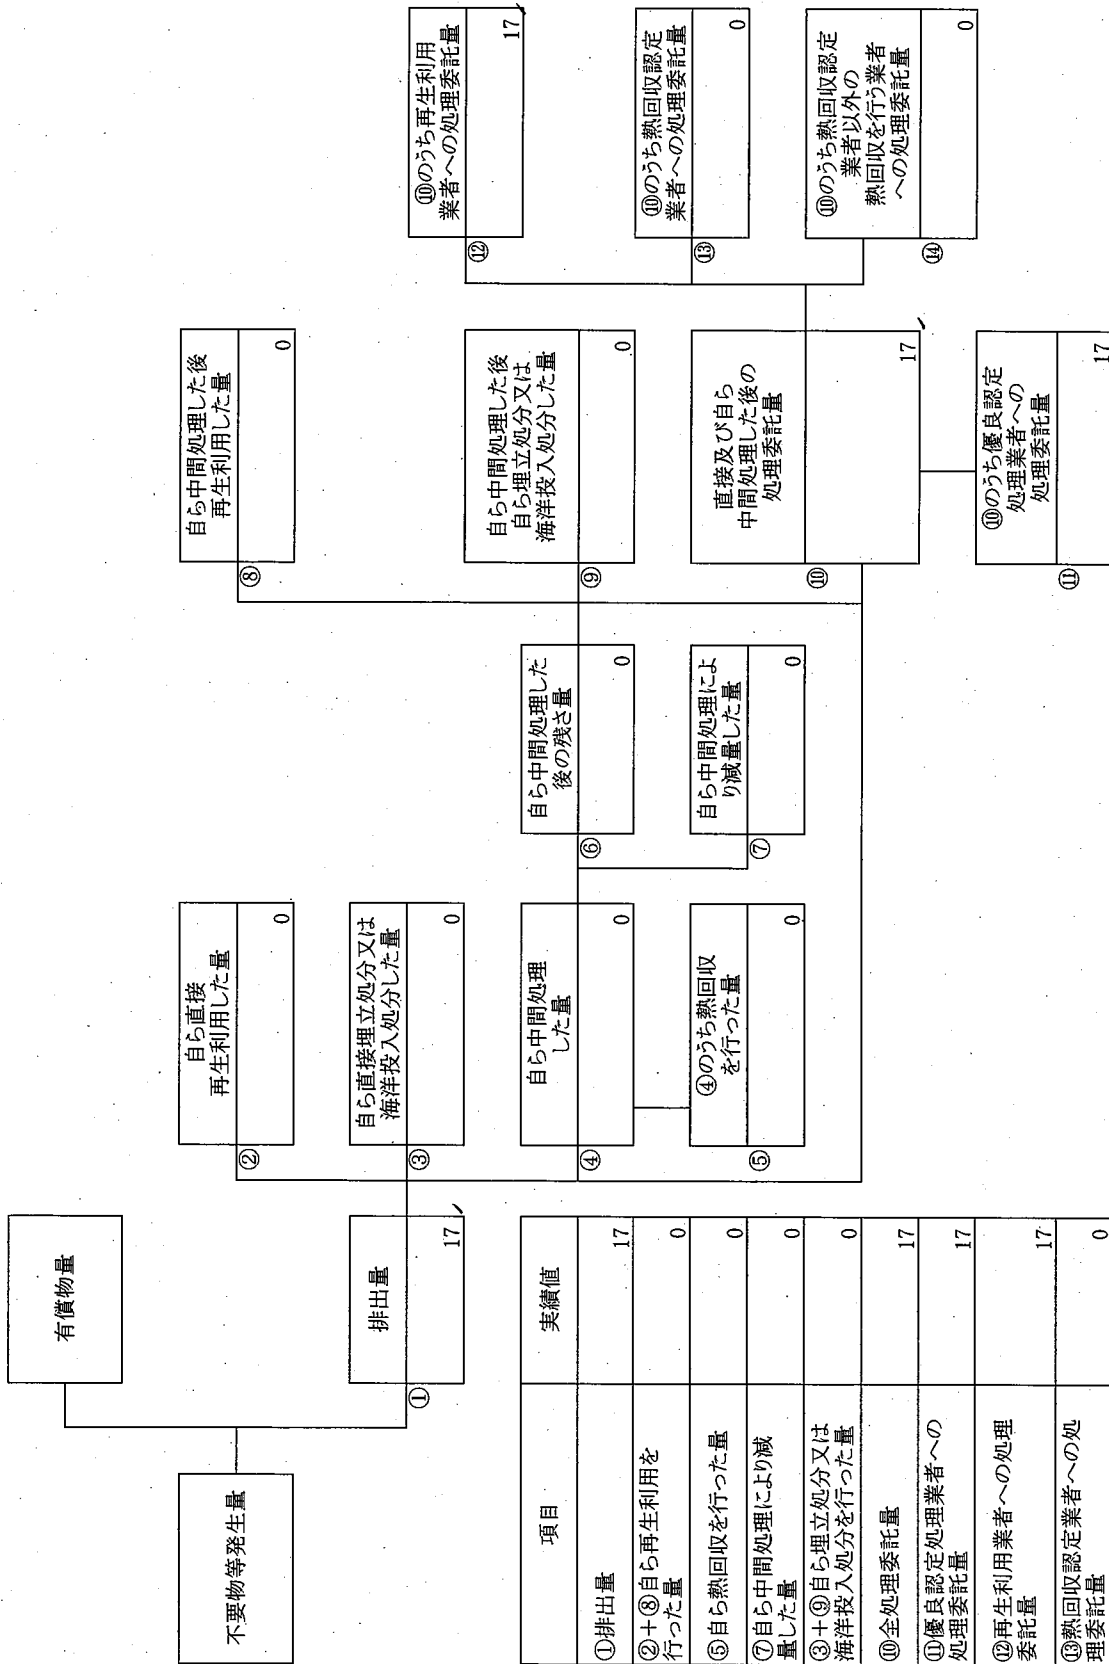 不要物等発生量
有償物量
排出量
①
17
自ら直接
再生利用した量
②
0
自ら直接埋立処分又は
海洋投入処分した量
③
0
自ら中間処理
した量
④
0
④のうち熱回収
を行った量
⑤
0
自ら中間処理した
後の残さ量
⑥
0
自ら中間処理によ
り減量した量
⑦
0
自ら中間処理した後
再生利用した量
⑧
0
自ら中間処理した後
自ら埋立処分又は
海洋投入処分した量
⑨
0
直接及び自ら
中間処理した後の
処理委託量
⑩
17
⑩のうち優良認定
処理業者への
処理委託量
⑪
17
⑩のうち再生利用
業者への処理委託量
⑫
17
⑩のうち熱回収認定
業者への処理委託量
⑬
0
⑩のうち熱回収認定
業者以外の
熱回収を行う業者
への処理委託量
⑭
0
項目 実績値
①排出量 17
②+⑧自ら再生利用を
行った量 0
⑤自ら熱回収を行った量 0
⑦自ら中間処理により減
量した量 0
③+⑨自ら埋立処分又は
海洋投入処分を行った量 0
⑩全処理委託量 17
⑪優良認定処理業者への
処理委託量 17
⑫再生利用業者への処理
委託量 17
⑬熱回収認定業者への処
理委託量 0